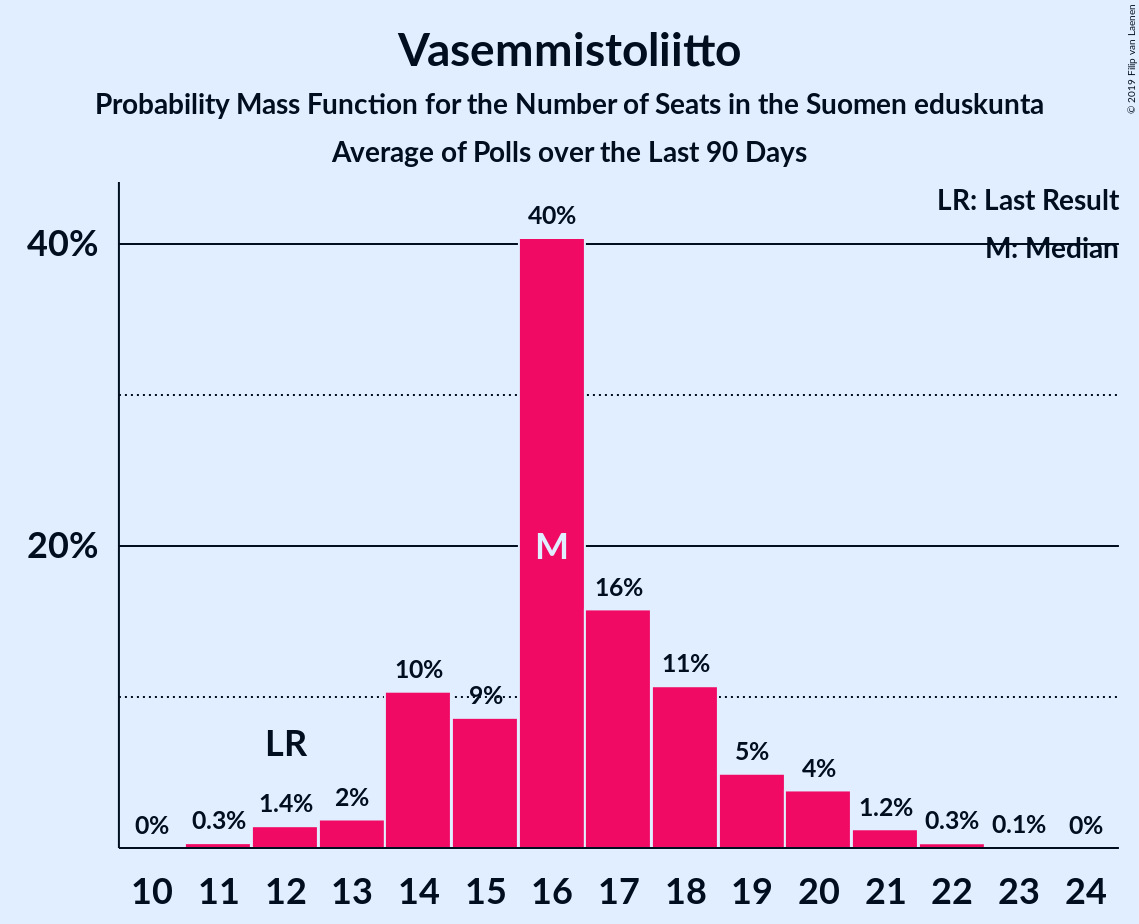 Vasemmistoliitto
Probability Mass Function for the Number of Seats in the Suomen eduskunta
Average of Polls over the Last 90 Days
© 2019 Filip van Laenen
LR: Last Result
M: Median
40%
20%
0%
0.3%
1.4%
2%
10%
9%
40%
16%
11%
5%
4%
1.2%
0.3%
0.1%
0%
LR
M
10 11 12 13 14 15 16 17 18 19 20 21 22 23 24